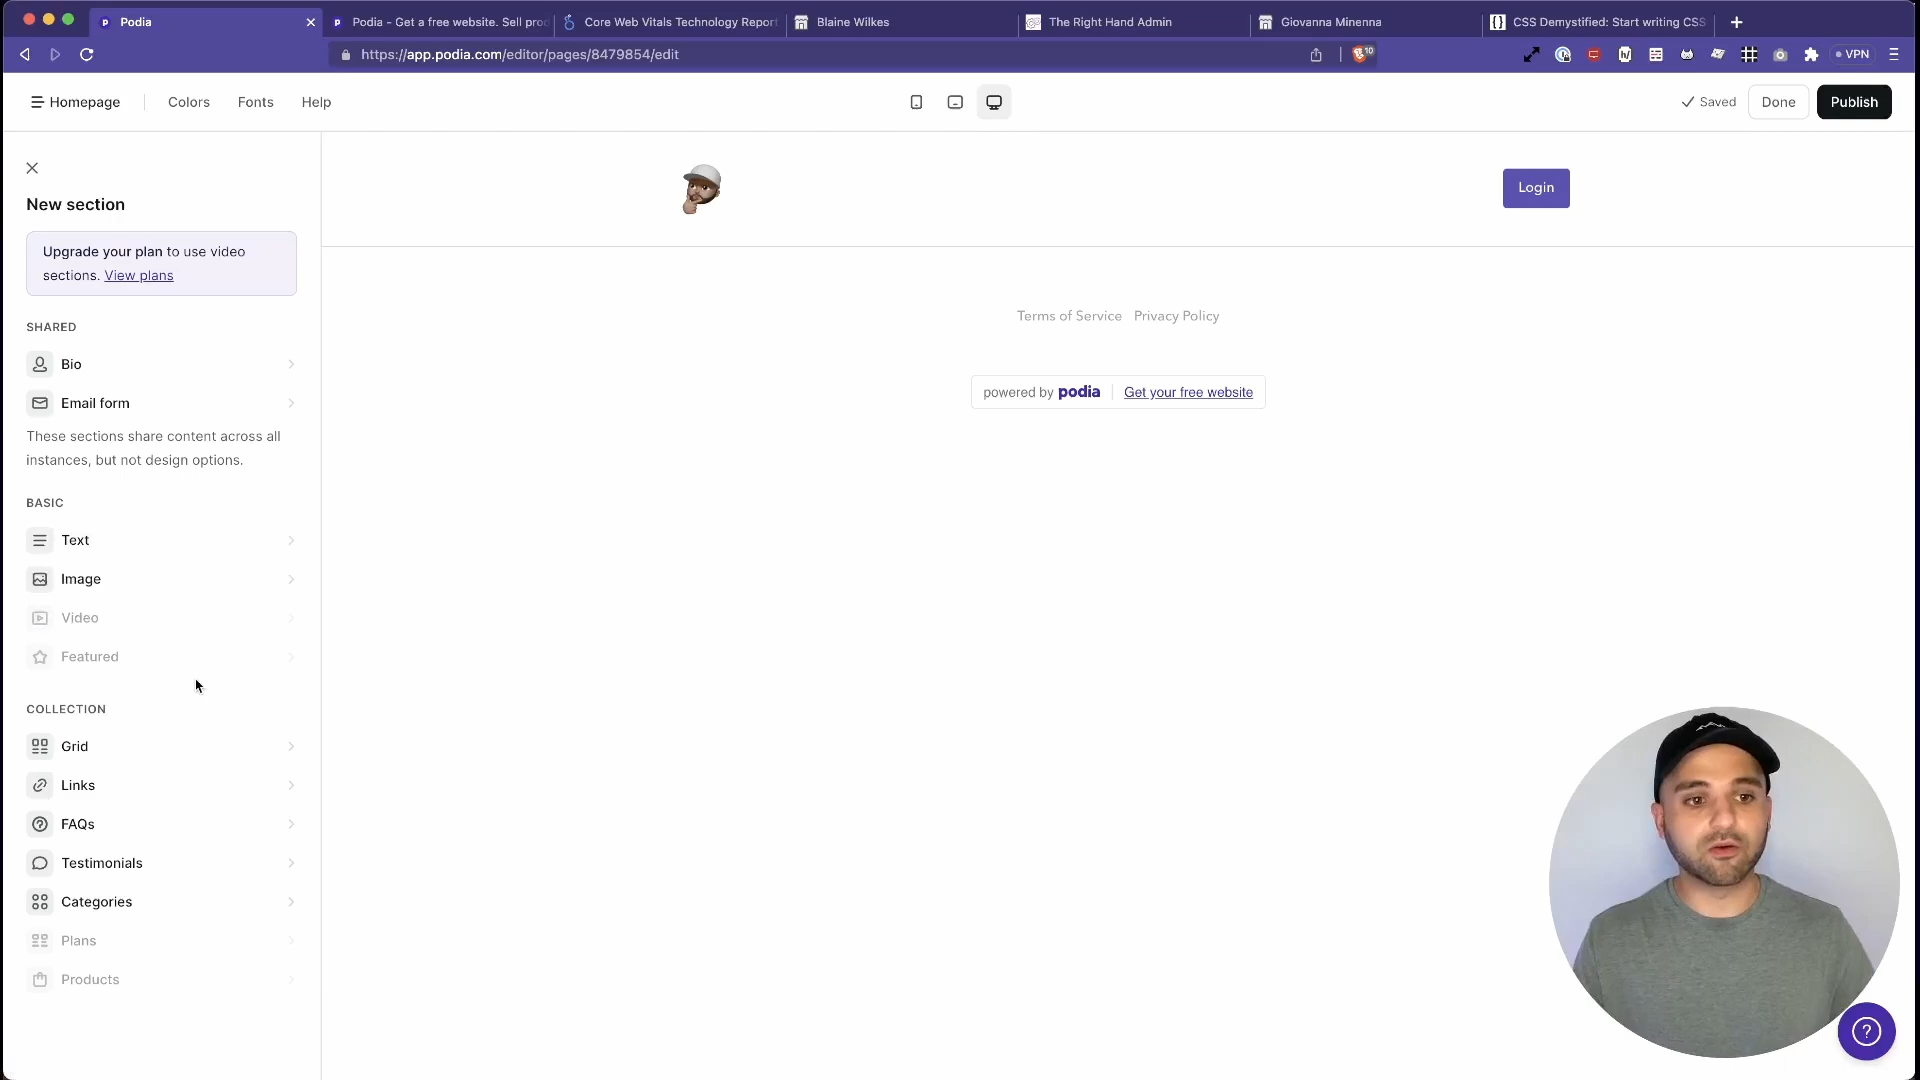 Podia
Podia - Get a free website. Sell prod
Core Web Vitals Technology Report
Blaine Wilkes
The Right Hand Admin
Giovanna Minenna
CSS Demystified: Start writing CSS
https://app.podia.com/editor/pages/8479854/edit
10
VPN
Homepage
Colors
Fonts
Help
Saved
Done
Publish
New section
Upgrade your plan to use video
sections. View plans
SHARED
Bio
Email form
These sections share content across all
instances, but not design options.
BASIC
Text
Image
Video
Featured
COLLECTION
Grid
Links
FAQs
Testimonials
Categories
Plans
Products
Login
Terms of Service Privacy Policy
powered by podia Get your free website